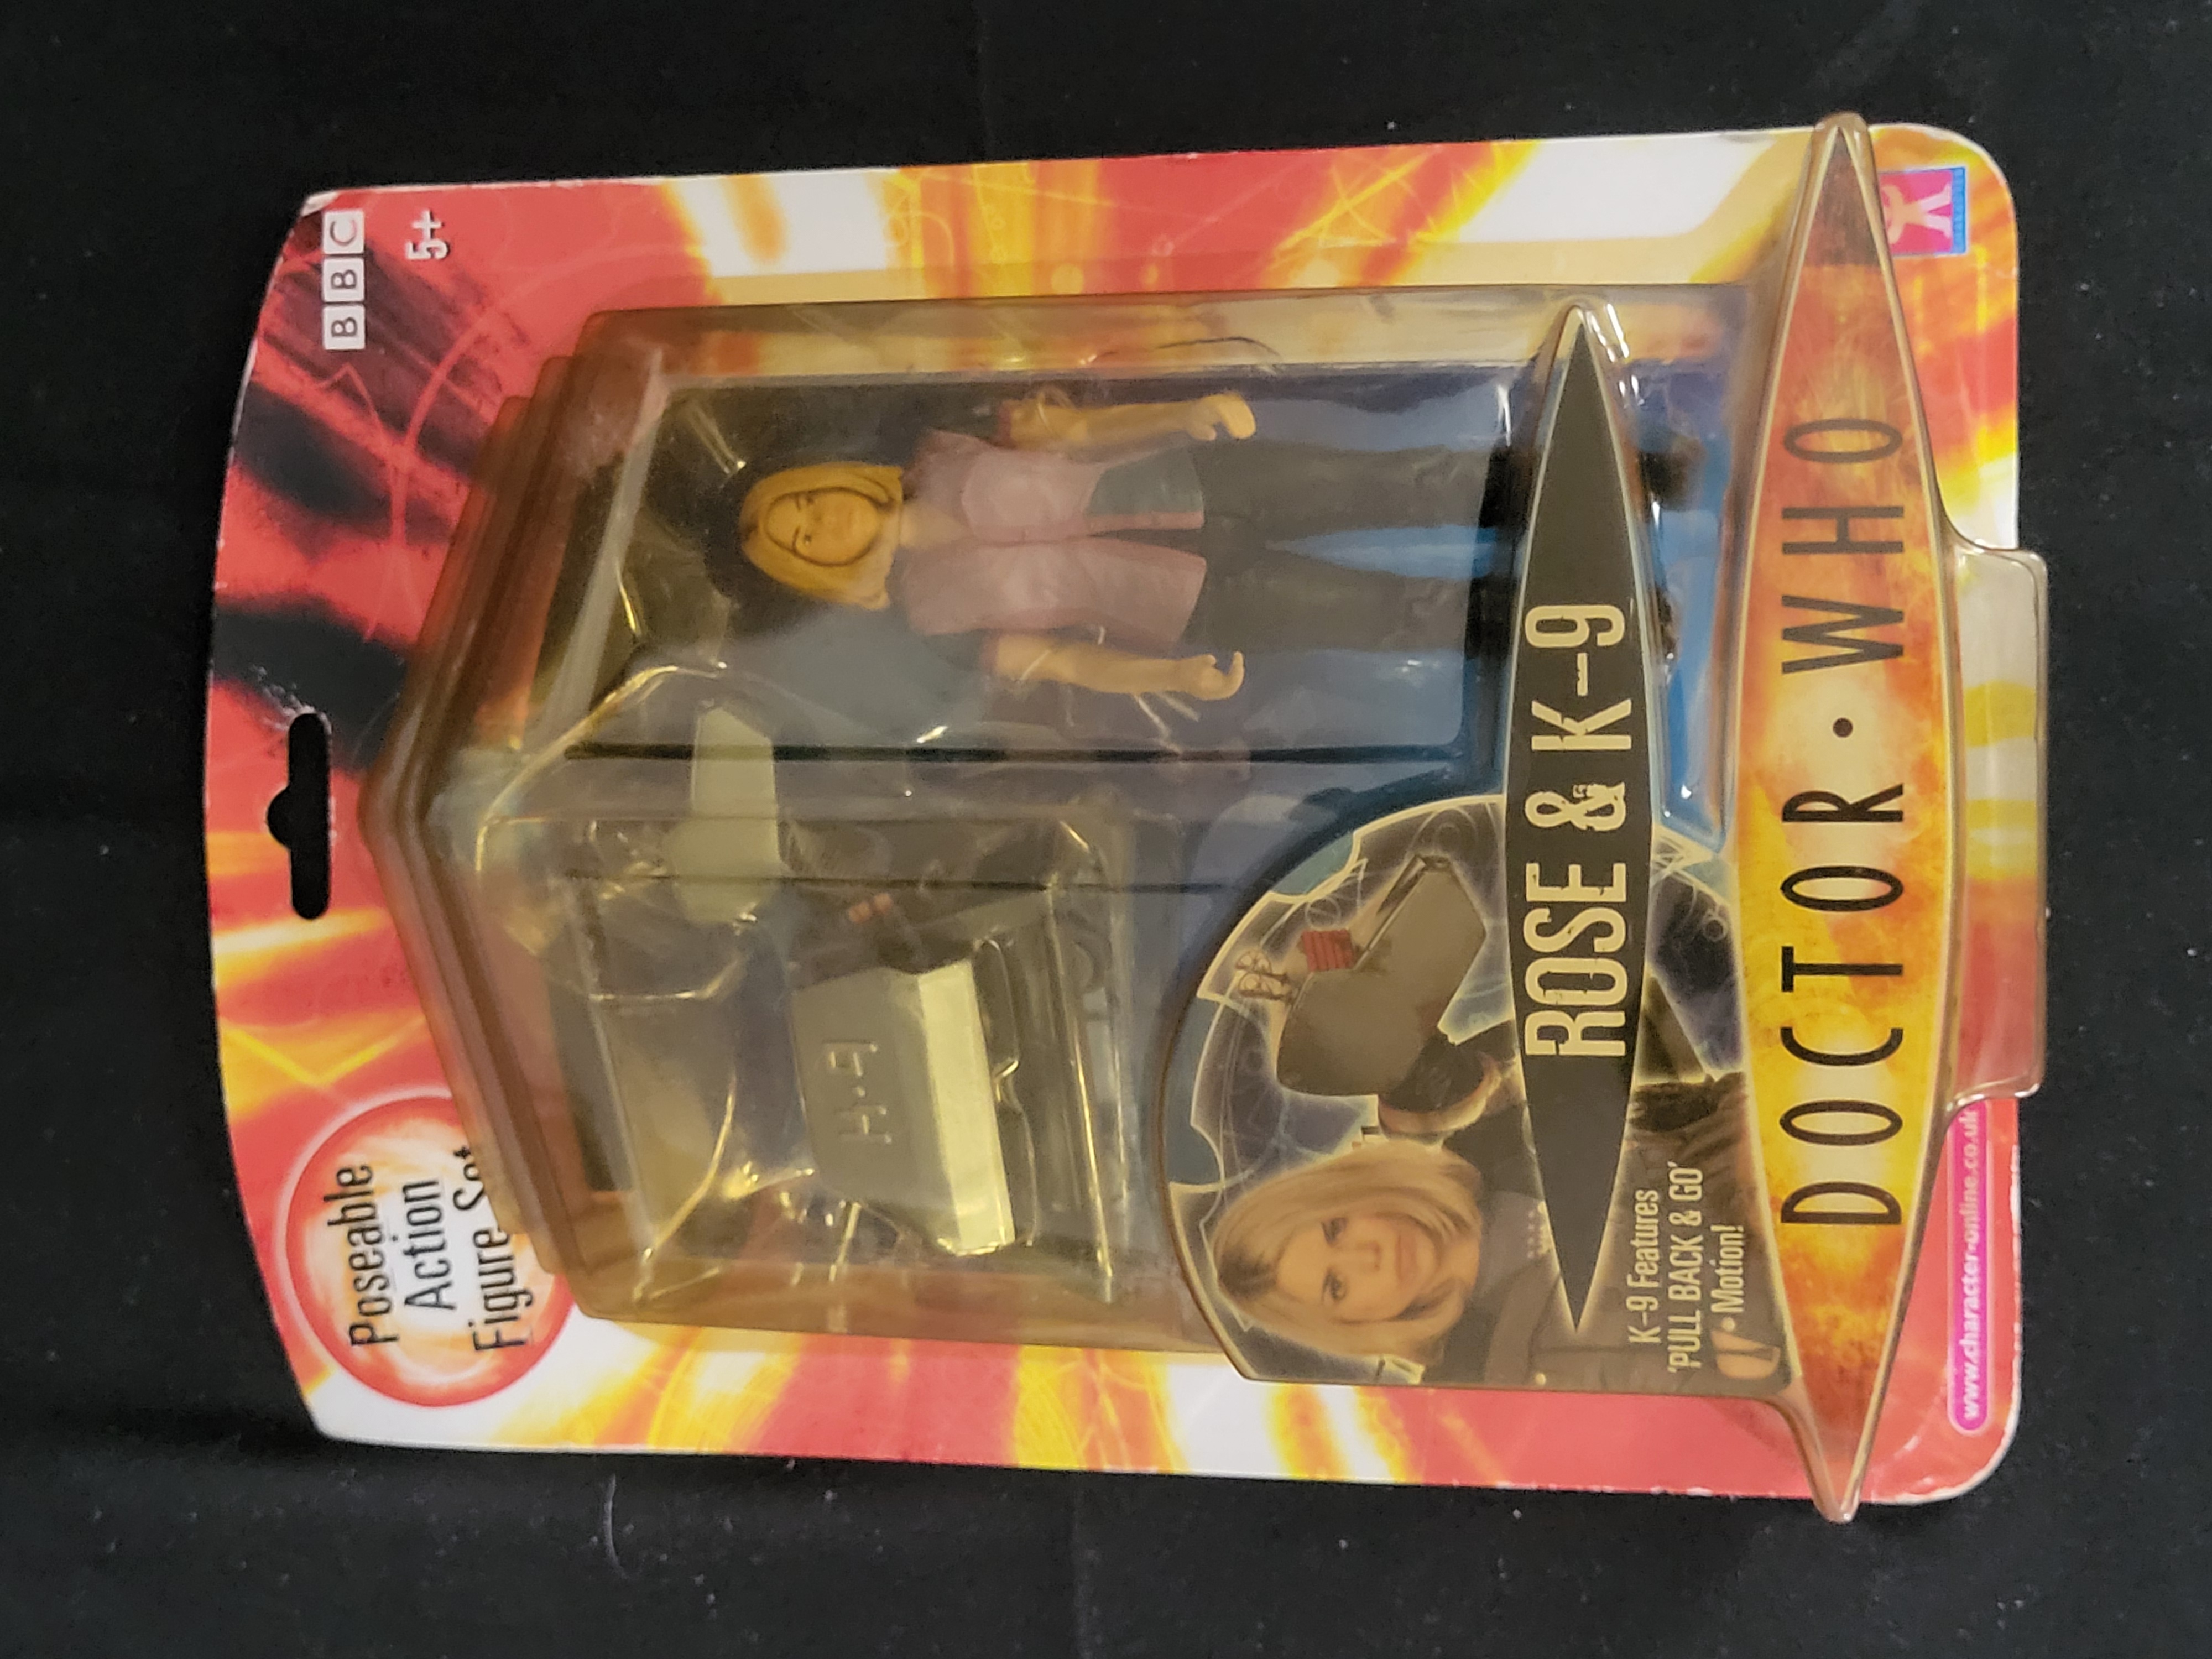 BBC
5+
Poseable
Action
Figure Set
K-9
ROSE & K-9
K-9 Features
'PULL BACK & GO'
Motion!
DOCTOR • WHO
www.character-online.co.uk